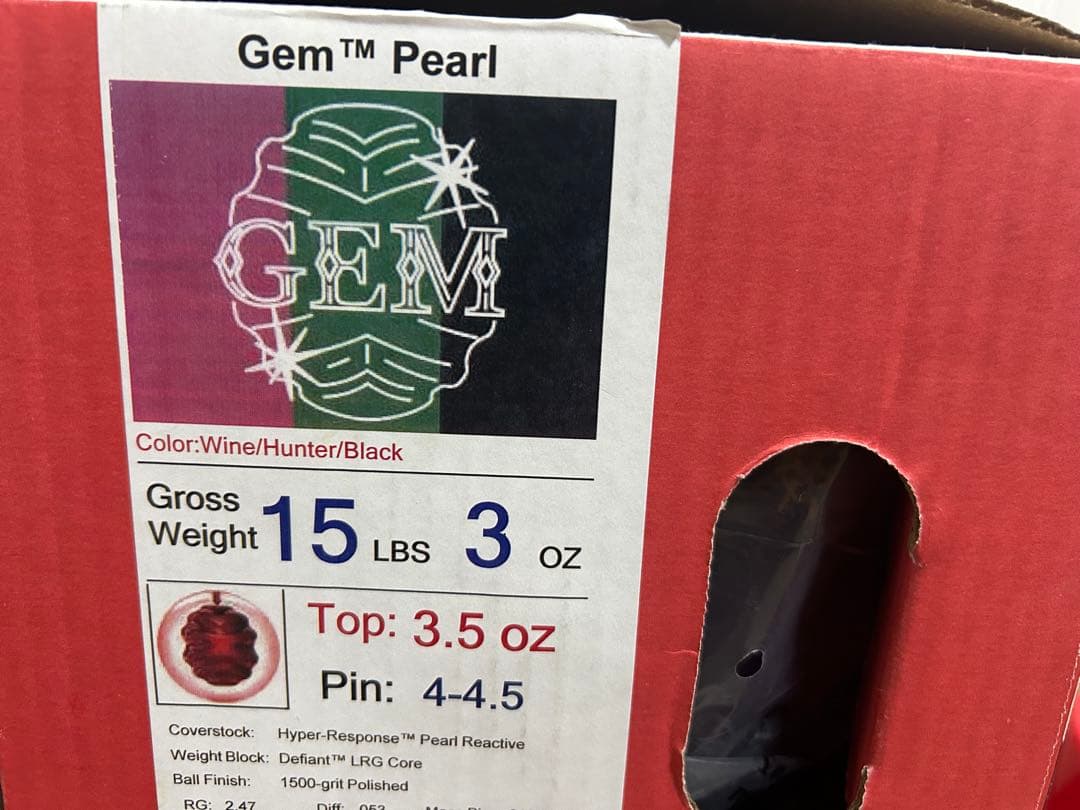 Gem™ Pearl
GEM
Color:Wine/Hunter/Black
Gross Weight 15 LBS 3 OZ
Top: 3.5 oz
Pin: 4-4.5
Coverstock: Hyper-Response™ Pearl Reactive
Weight Block: Defiant™ LRG Core
Ball Finish: 1500-grit Polished
RG: 2.47 Diff: .053